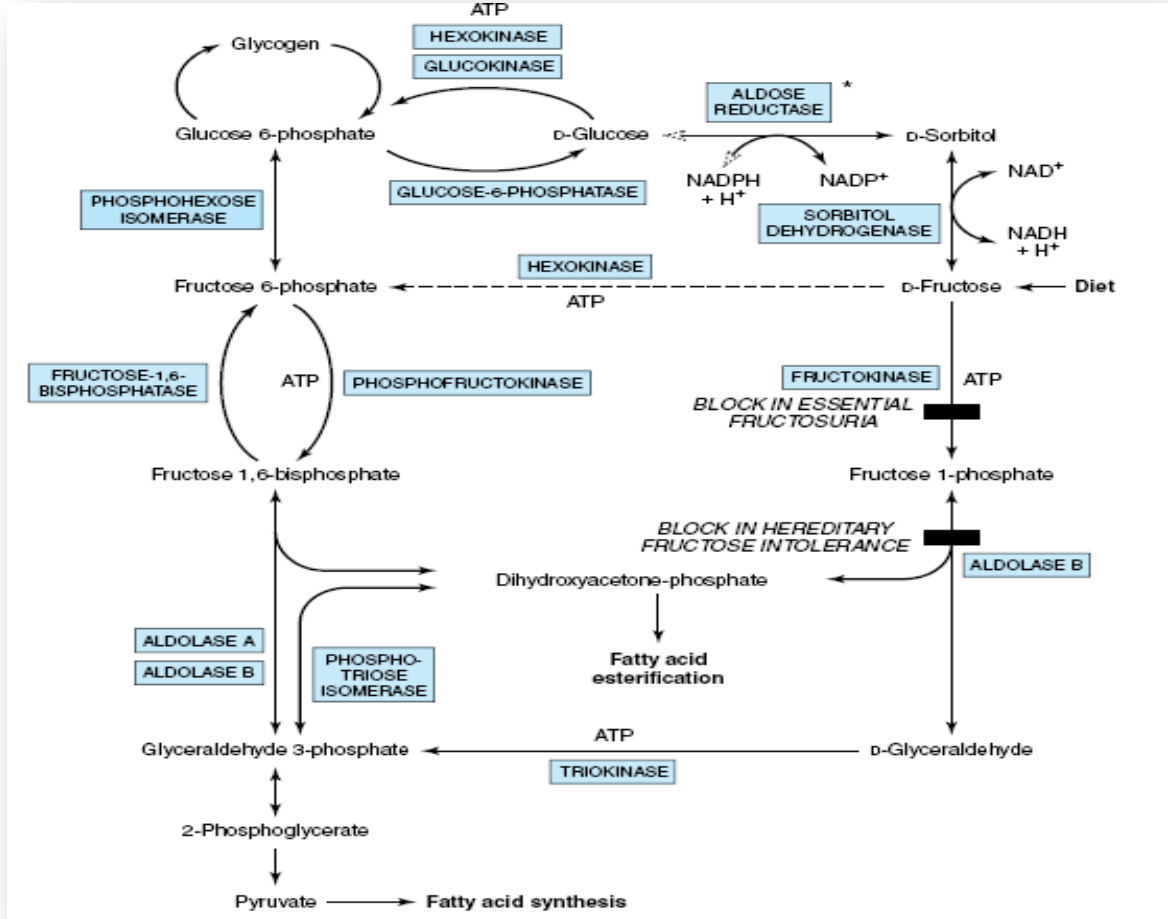 ATP
HEXOKINASE
GLUCOKINASE
Glycogen
ALDOSE
REDUCTASE
*
Glucose 6-phosphate
D-Glucose
D-Sorbitol
NADPH
+ H⁺
NADP⁺
NAD⁺
GLUCOSE-6-PHOSPHATASE
PHOSPHOHEXOSE
ISOMERASE
SORBITOL
DEHYDROGENASE
NADH
+ H⁺
HEXOKINASE
Fructose 6-phosphate
ATP
D-Fructose
Diet
FRUCTOSE-1,6-
BISPHOSPHATASE
ATP
PHOSPHOFRUCTOKINASE
FRUCTOKINASE
ATP
BLOCK IN ESSENTIAL
FRUCTOSURIA
Fructose 1,6-bisphosphate
Fructose 1-phosphate
BLOCK IN HEREDITARY
FRUCTOSE INTOLERANCE
ALDOLASE B
Dihydroxyacetone-phosphate
ALDOLASE A
ALDOLASE B
PHOSPHO-
TRIOSE
ISOMERASE
Fatty acid
esterification
Glyceraldehyde 3-phosphate
ATP
D-Glyceraldehyde
TRIOKINASE
2-Phosphoglycerate
Pyruvate
Fatty acid synthesis